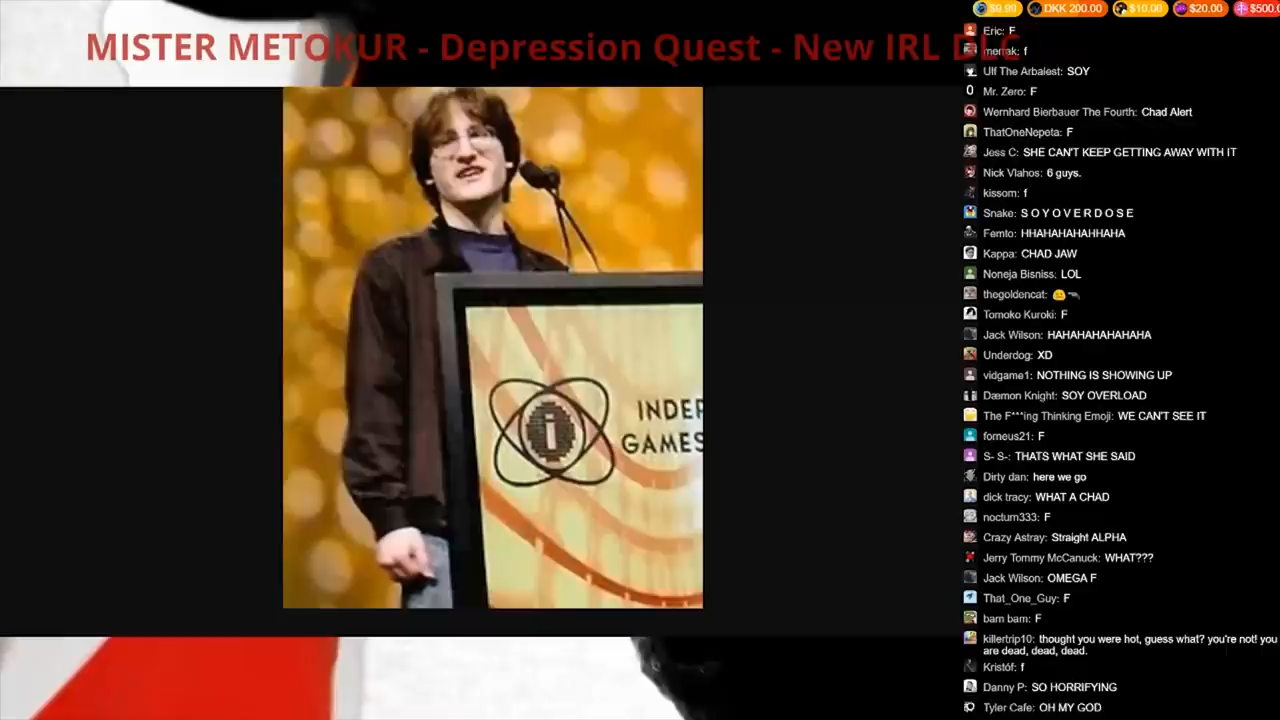 MISTER METOKUR - Depression Quest - New IRL DLC
$9.99 DKK 200.00 $10.00 $20.00 $500.0
Eric: F
merrak: f
Ulf The Arbalest: SOY
Mr. Zero: F
Wernhard Bierbauer The Fourth: Chad Alert
ThatOneNepeta: F
Jess C: SHE CAN'T KEEP GETTING AWAY WITH IT
Nick Vlahos: 6 guys.
kissom: f
Snake: S O Y O V E R D O S E
Femto: HHAHAHAHAHHAHA
Kappa: CHAD JAW
Noneja Bisniss: LOL
thegoldencat:
Tomoko Kuroki: F
Jack Wilson: HAHAHAHAHAHAHA
Underdog: XD
vidgame1: NOTHING IS SHOWING UP
Dæmon Knight: SOY OVERLOAD
The F***ing Thinking Emoji: WE CAN'T SEE IT
fomeus21: F
S- S-: THATS WHAT SHE SAID
Dirty dan: here we go
dick tracy: WHAT A CHAD
nocturn333: F
Crazy Astray: Straight ALPHA
Jerry Tommy McCanuck: WHAT???
Jack Wilson: OMEGA F
That_One_Guy: F
bam bam: F
killertrip10: thought you were hot, guess what? you're not! you
are dead, dead, dead.
Kristóf: f
Danny P: SO HORRIFYING
Tyler Cafe: OH MY GOD
i
INDEP
GAMES